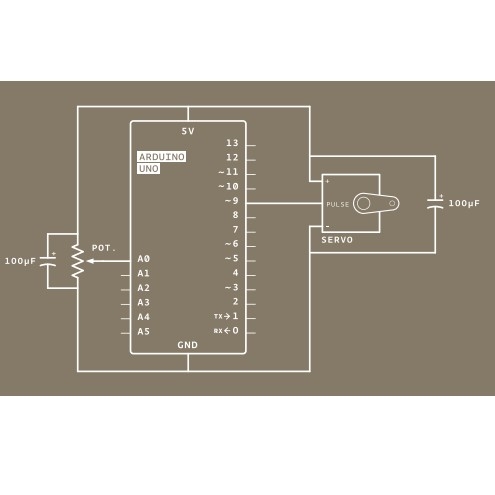 5V
ARDUINO
UNO
13
12
~11
~10
~9
8
7
~6
~5
4
~3
2
TX→1
RX←0
A0
A1
A2
A3
A4
A5
GND
POT.
+
100µF
+
PULSE
-
SERVO
+
100µF